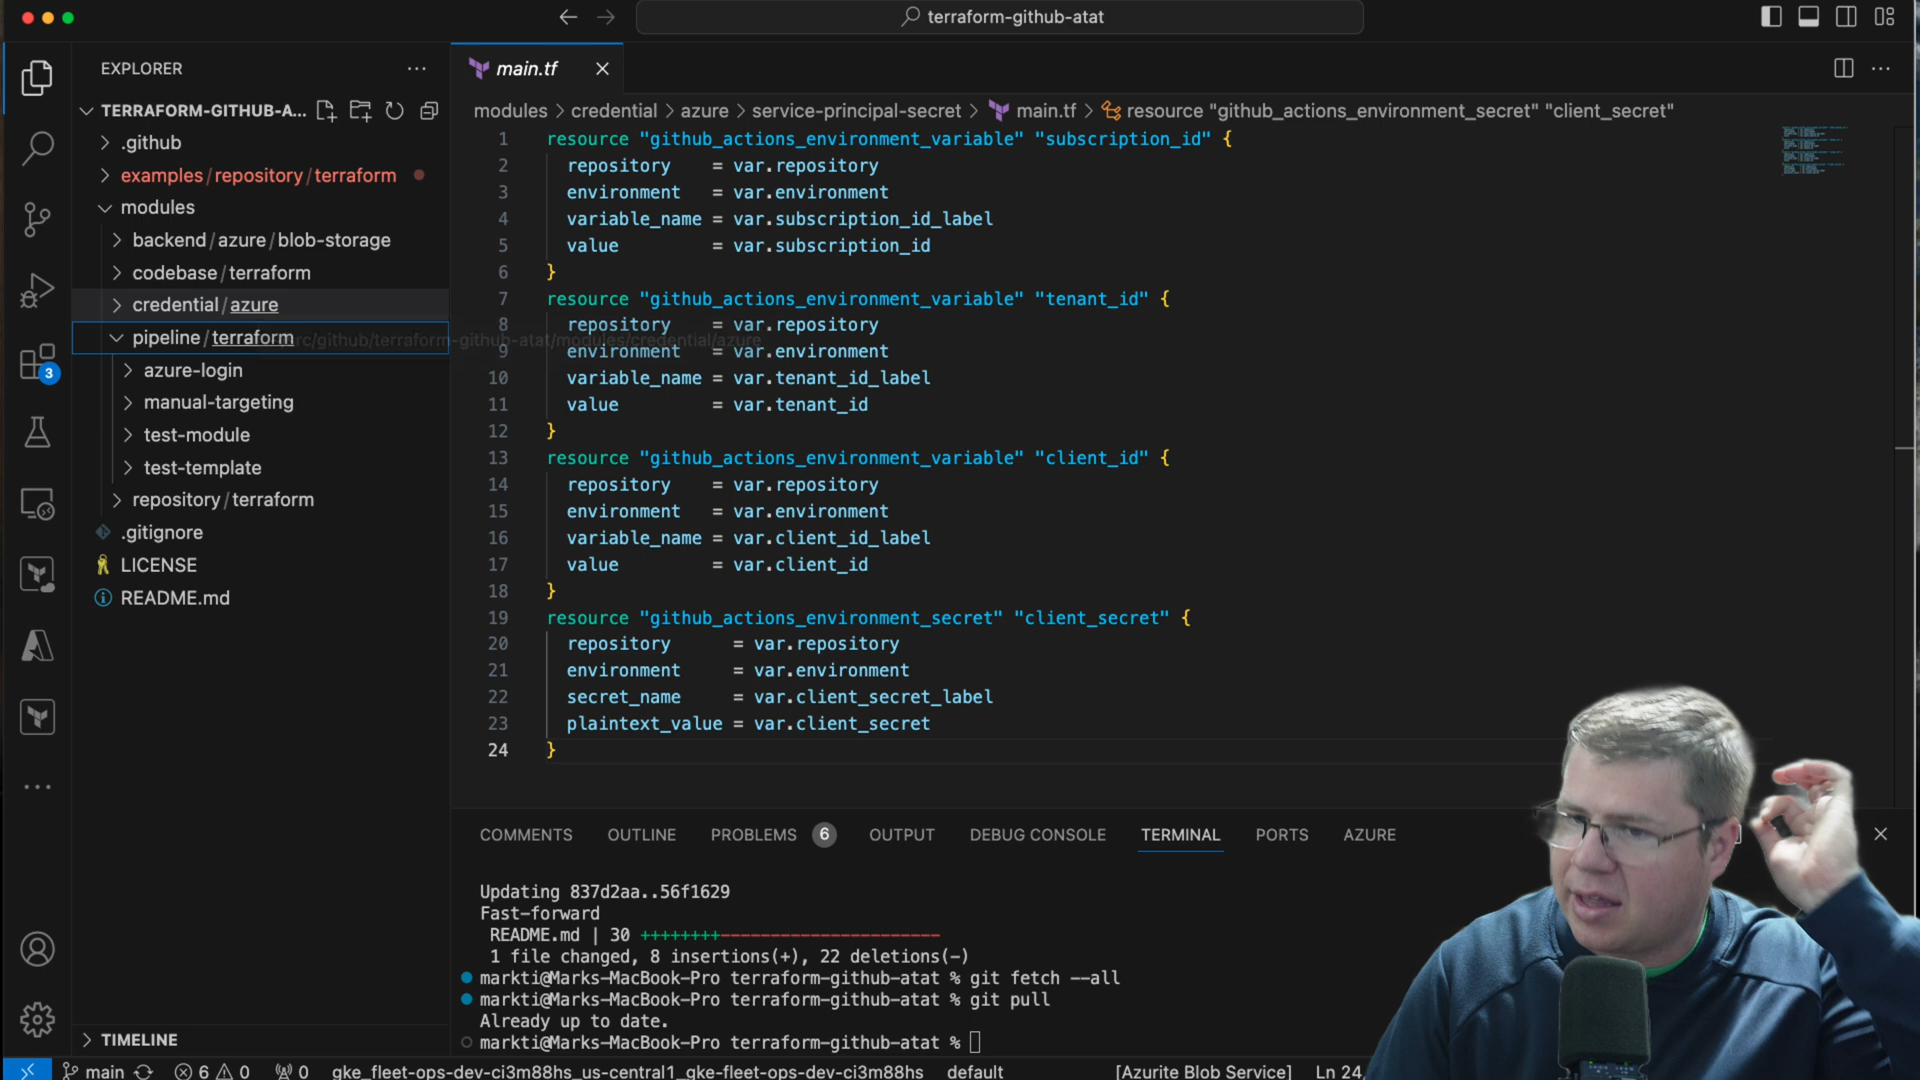 terraform-github-atat
EXPLORER
TERRAFORM-GITHUB-A...
.github
examples/repository/terraform
modules
backend/azure/blob-storage
codebase/terraform
credential/azure
pipeline/terraform
azure-login
manual-targeting
test-module
test-template
repository/terraform
.gitignore
LICENSE
README.md
TIMELINE
3
main.tf
modules > credential > azure > service-principal-secret > main.tf > resource "github_actions_environment_secret" "client_secret"
1 resource "github_actions_environment_variable" "subscription_id" {
2 repository = var.repository
3 environment = var.environment
4 variable_name = var.subscription_id_label
5 value = var.subscription_id
6 }
7 resource "github_actions_environment_variable" "tenant_id" {
8 repository = var.repository
src/github/terraform-github-atat/modules/credential/azure
9 environment = var.environment
10 variable_name = var.tenant_id_label
11 value = var.tenant_id
12 }
13 resource "github_actions_environment_variable" "client_id" {
14 repository = var.repository
15 environment = var.environment
16 variable_name = var.client_id_label
17 value = var.client_id
18 }
19 resource "github_actions_environment_secret" "client_secret" {
20 repository = var.repository
21 environment = var.environment
22 secret_name = var.client_secret_label
23 plaintext_value = var.client_secret
24 }
COMMENTS OUTLINE PROBLEMS 6 OUTPUT DEBUG CONSOLE TERMINAL PORTS AZURE
Updating 837d2aa..56f1629
Fast-forward
README.md | 30 ++++++++----------------------
1 file changed, 8 insertions(+), 22 deletions(-)
markti@Marks-MacBook-Pro terraform-github-atat % git fetch --all
markti@Marks-MacBook-Pro terraform-github-atat % git pull
Already up to date.
markti@Marks-MacBook-Pro terraform-github-atat %
main 6 0 0 gke_fleet-ops-dev-ci3m88hs_us-central1_gke-fleet-ops-dev-ci3m88hs default [Azurite Blob Service] Ln 24,